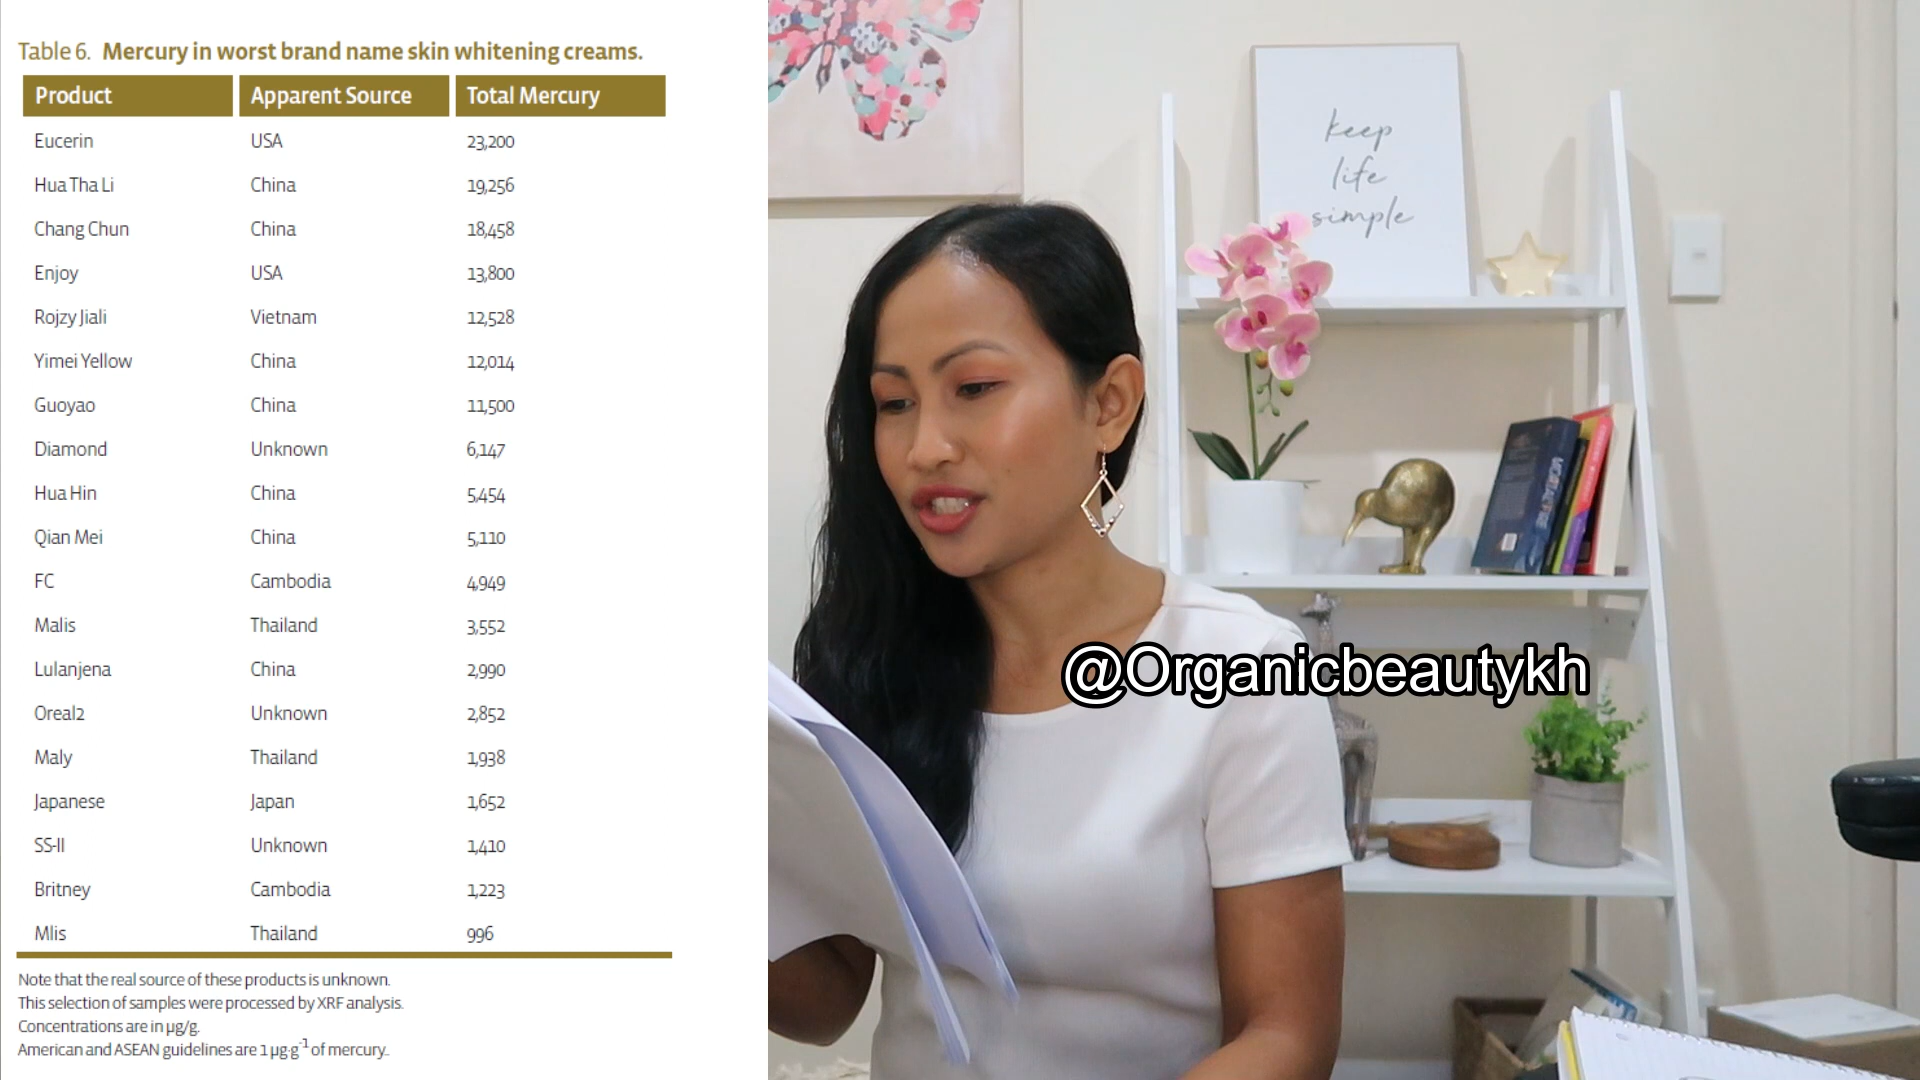 Table 6. Mercury in worst brand name skin whitening creams.
Product Apparent Source Total Mercury
Eucerin USA 23,200
Hua Tha Li China 19,256
Chang Chun China 18,458
Enjoy USA 13,800
Rojzy Jiali Vietnam 12,528
Yimei Yellow China 12,014
Guoyao China 11,500
Diamond Unknown 6,147
Hua Hin China 5,454
Qian Mei China 5,110
FC Cambodia 4,949
Malis Thailand 3,552
Lulanjena China 2,990
Oreal2 Unknown 2,852
Maly Thailand 1,938
Japanese Japan 1,652
SS-II Unknown 1,410
Britney Cambodia 1,223
Mlis Thailand 996
Note that the real source of these products is unknown.
This selection of samples were processed by XRF analysis.
Concentrations are in µg/g.
American and ASEAN guidelines are 1 µg·g⁻¹ of mercury..
keep
life
simple
@Organicbeautykh